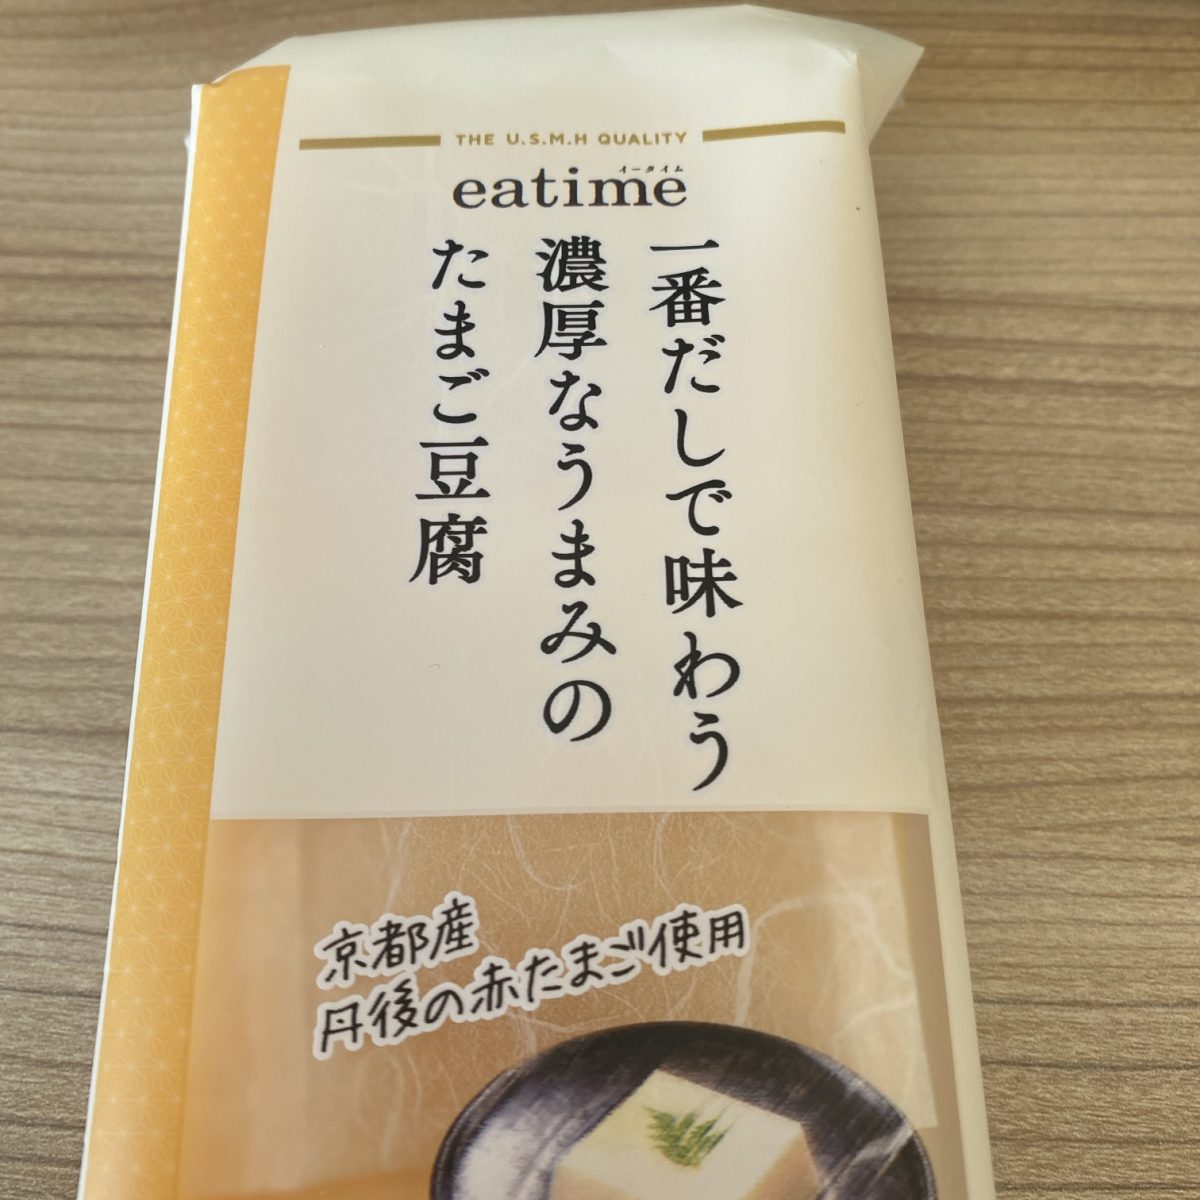 THE U.S.M.H QUALITY
イータイム
eatime
一番だしで味わう
濃厚なうまみの
たまご豆腐
京都産
丹後の赤たまご使用